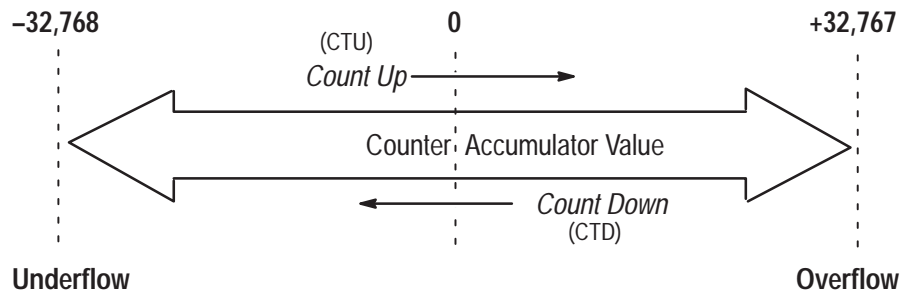 –32,768 0 +32,767
(CTU)
Count Up
Counter Accumulator Value
Count Down
(CTD)
Underflow Overflow